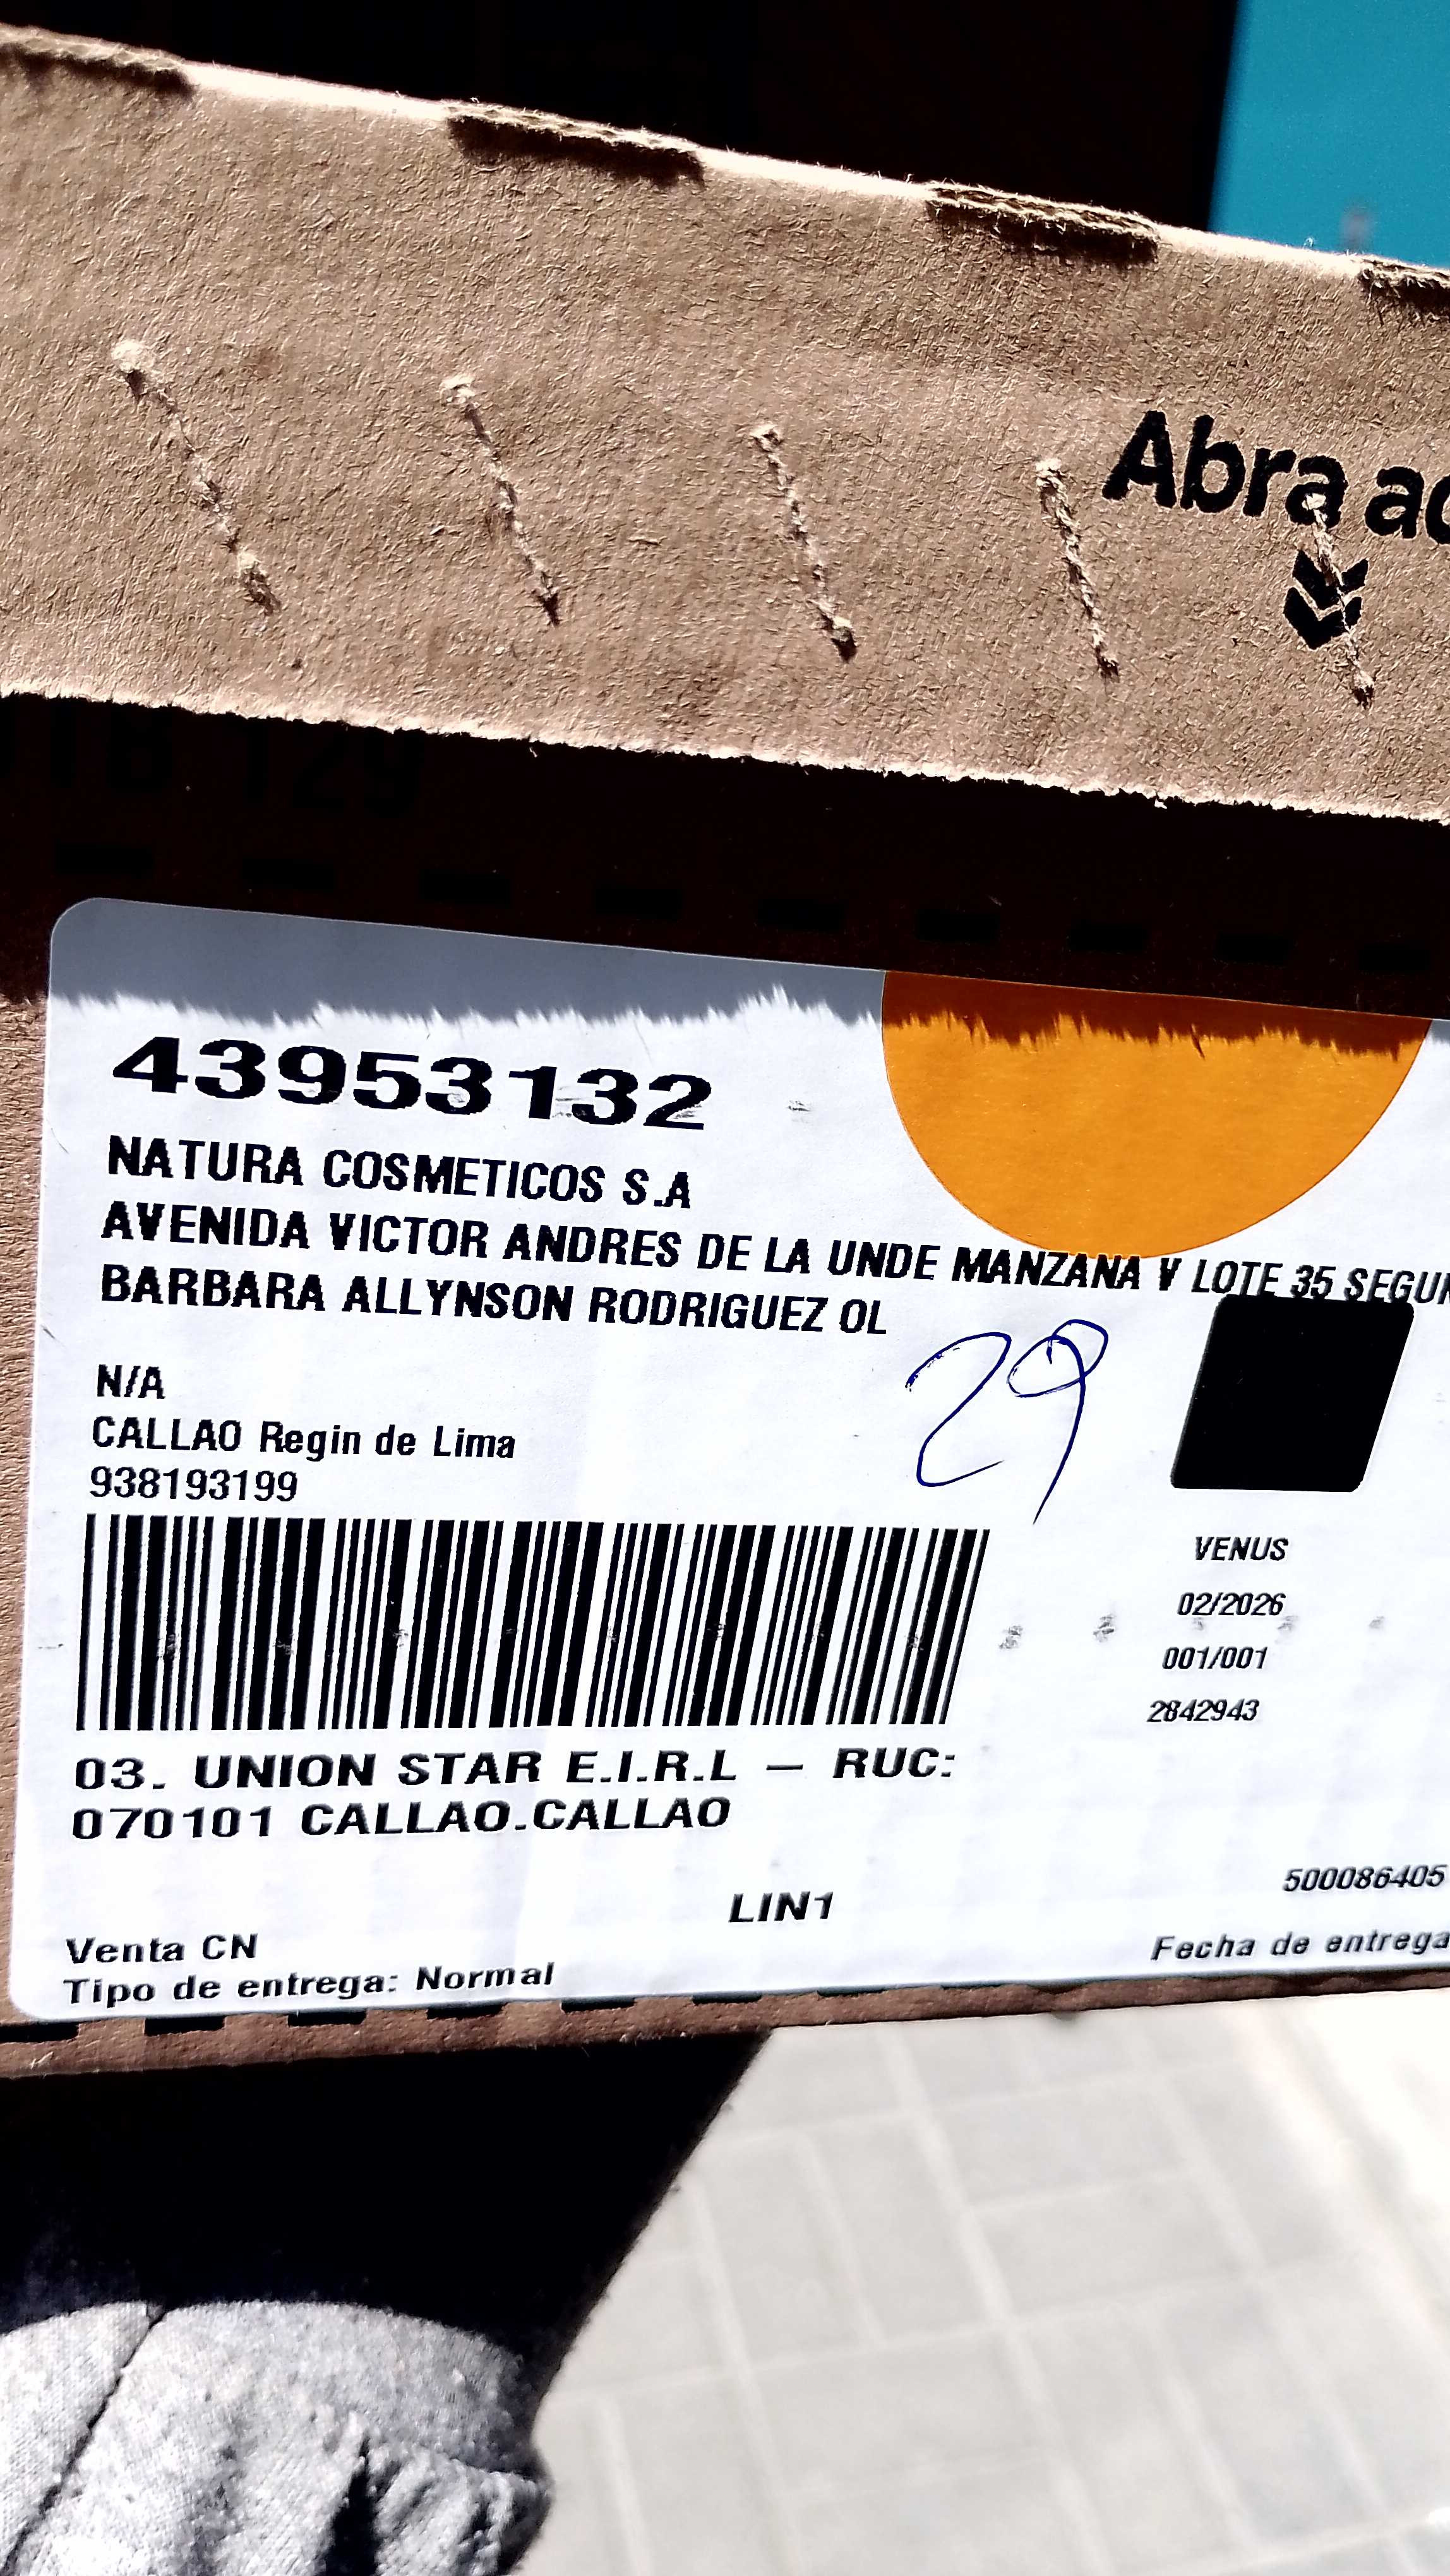 Abra
43953132
NATURA COSMETICOS S.A
AVENIDA VICTOR ANDRES DE LA UNDE MANZANA V LOTE 35
BARBARA ALLYNSON RODRIGUEZ OL
29
N/A
CALLAO Regin de Lima
938193199
VENUS
02/2026
001/001
2842943
03. UNION STAR E.I.R.L – RUC:
070101 CALLAO.CALLAO
500086405
LIN1
Venta CN
Fecha de entrega
Tipo de entrega: Normal